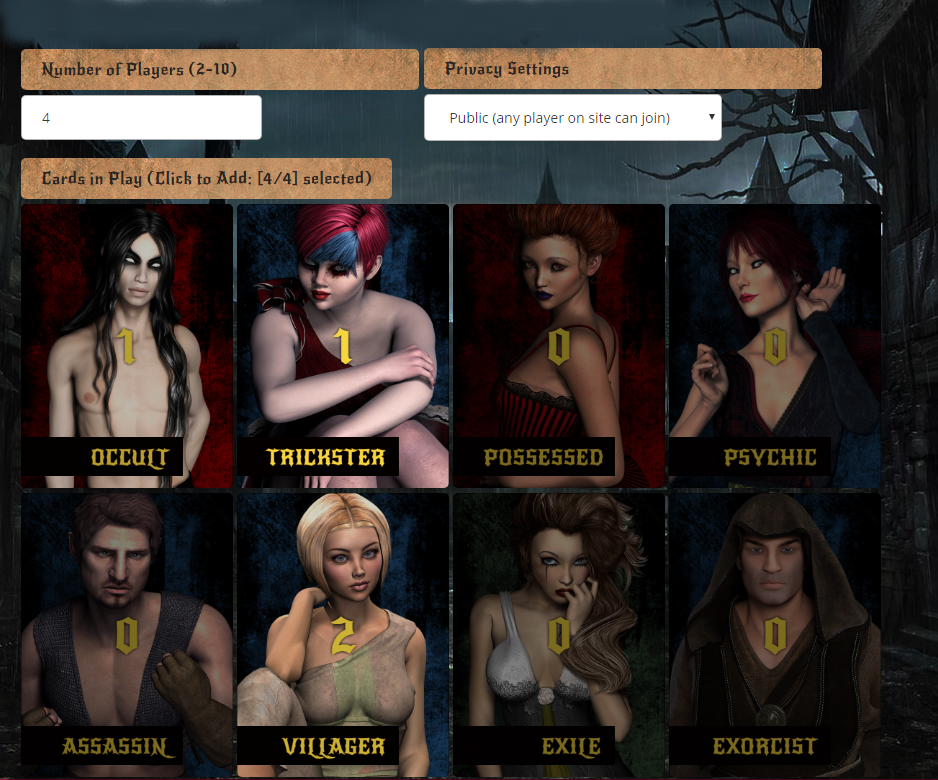 Number of Players (2-10)
Privacy Settings
4
Public (any player on site can join)
Cards in Play (Click to Add: [4/4] selected)
1
1
0
0
OCCULT
TRICKSTER
POSSESSED
PSYCHIC
0
2
0
0
ASSASSIN
VILLAGER
EXILE
EXORCIST